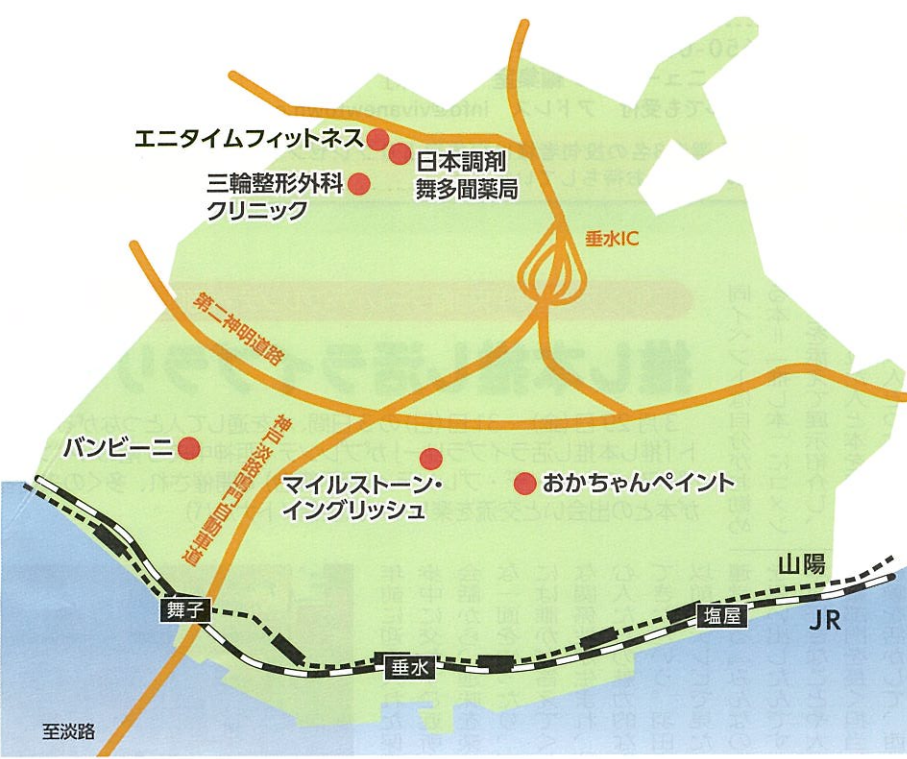 エニタイムフィットネス
日本調剤
舞多聞薬局
三輪整形外科
クリニック
垂水IC
第二神明道路
神戸淡路鳴門自動車道
バンビーニ
マイルストーン・
イングリッシュ
おかちゃんペイント
山陽
JR
舞子
垂水
塩屋
至淡路